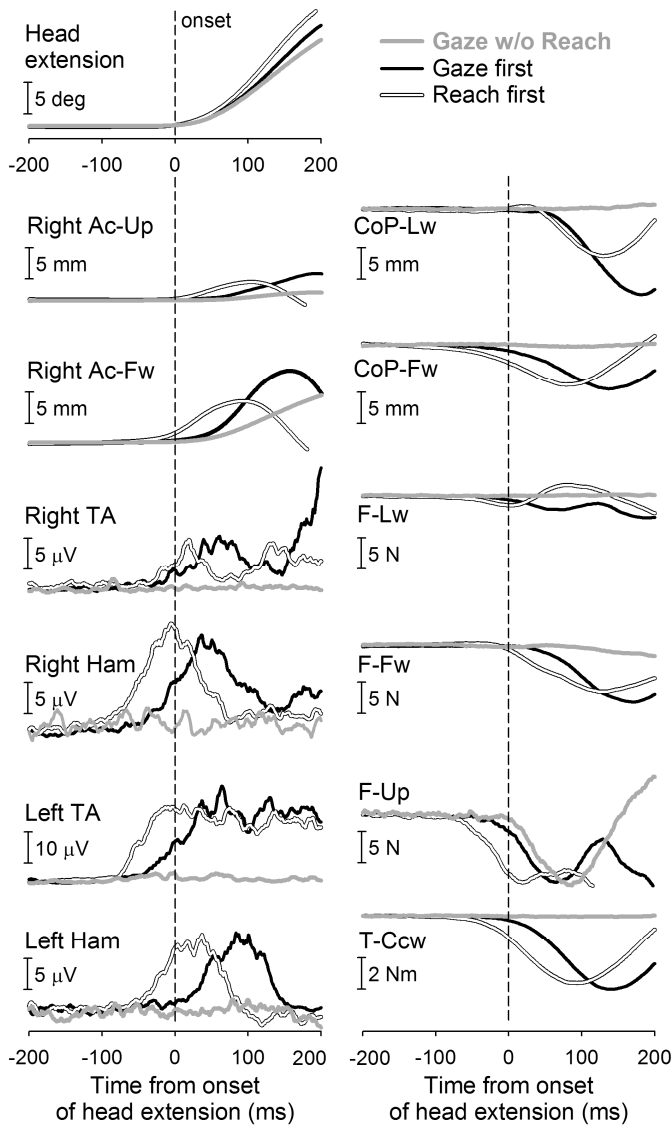 onset
Head
extension
5 deg
Gaze w/o Reach
Gaze first
Reach first
-200 -100 0 100 200
Right Ac-Up
5 mm
Right Ac-Fw
5 mm
Right TA
5 µV
Right Ham
5 µV
Left TA
10 µV
Left Ham
5 µV
-200 -100 0 100 200
Time from onset
of head extension (ms)
CoP-Lw
5 mm
CoP-Fw
5 mm
F-Lw
5 N
F-Fw
5 N
F-Up
5 N
T-Ccw
2 Nm
-200 -100 0 100 200
Time from onset
of head extension (ms)